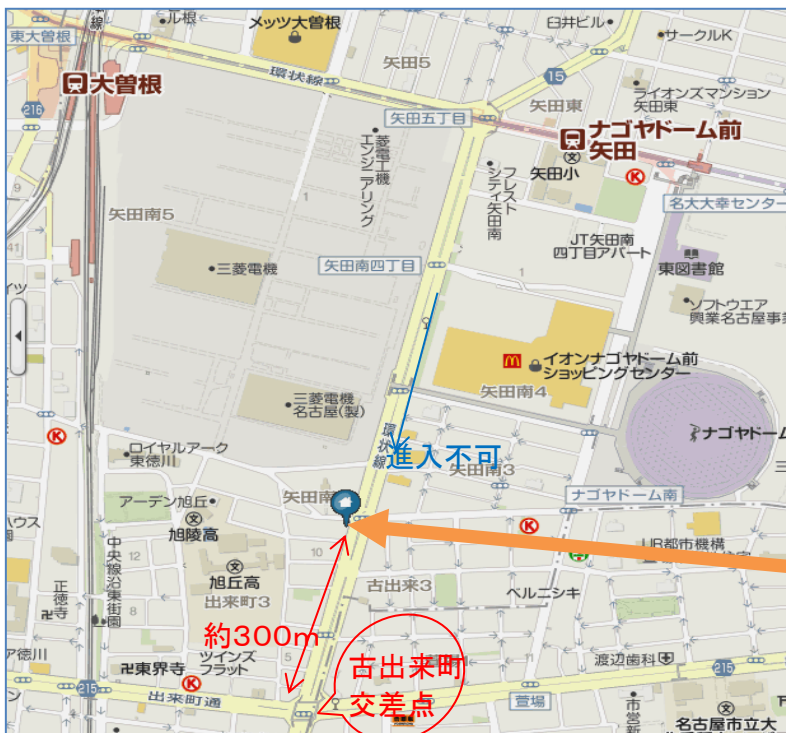 東大曽根
ル根
メッツ大曽根
臼井ビル
サークルK
矢田5
15
大曽根
環状線
矢田東
ライオンズマンション
矢田東
216
矢田五丁目
ナゴヤドーム前
矢田
菱電工機
エンジニアリング
フレスト
シティ矢田南
矢田小
K
名大大幸センター
矢田南5
1
JT矢田南
四丁目アパート
三菱電機
矢田南四丁目
東図書館
ソフトウエア
興業名古屋事業
イオンナゴヤドーム前
ショッピングセンター
矢田南4
三菱電機
名古屋(製)
K
ロイヤルアーク
東徳川
環状線
進入不可
矢田南3
ナゴヤドーム
矢田南
ナゴヤドーム南
アーデン旭丘
旭陵高
K
UR都市機構
中央線沿東街園
旭丘高
10
古出来3
ベルニシキ
出来町3
正徳寺
約300m
ツインズ
フラット
5
古出来町
交差点
渡辺歯科
東界寺
K
215
出来町通
萱場
215
市営新
名古屋市立大